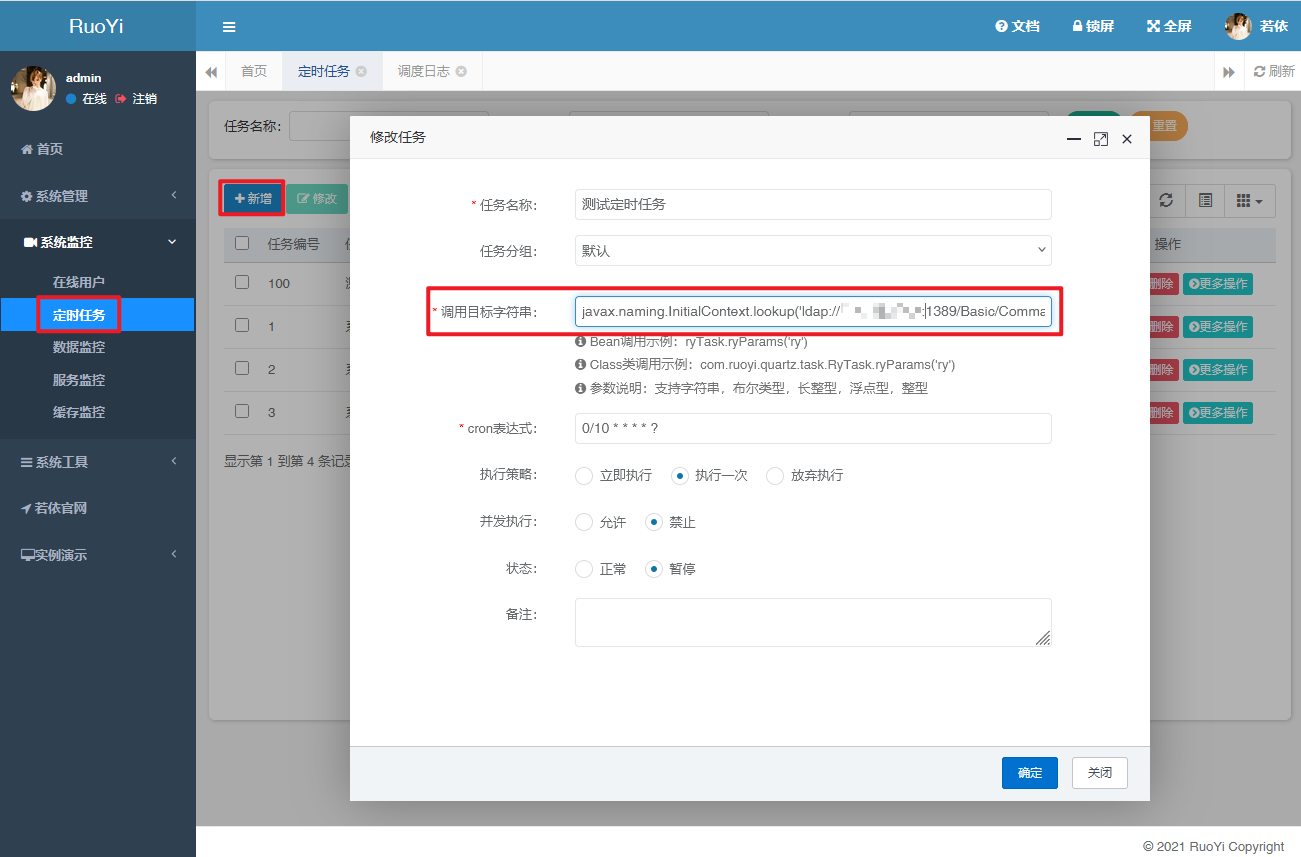 RuoYi
文档 锁屏 全屏 若依
admin
在线 注销
首页 定时任务 调度日志 刷新
任务名称: 重置
首页
系统管理
系统监控
在线用户
定时任务
数据监控
服务监控
缓存监控
系统工具
若依官网
实例演示
新增 修改
任务编号 操作
100 删除 更多操作
1 删除 更多操作
2 删除 更多操作
3 删除 更多操作
显示第 1 到第 4 条记录
修改任务
* 任务名称: 测试定时任务
任务分组: 默认
* 调用目标字符串: javax.naming.InitialContext.lookup('ldap:// :1389/Basic/Comma
Bean调用示例: ryTask.ryParams('ry')
Class类调用示例: com.ruoyi.quartz.task.RyTask.ryParams('ry')
参数说明: 支持字符串，布尔类型，长整型，浮点型，整型
* cron表达式: 0/10 * * * * ?
执行策略: 立即执行 执行一次 放弃执行
并发执行: 允许 禁止
状态: 正常 暂停
备注:
确定 关闭
© 2021 RuoYi Copyright